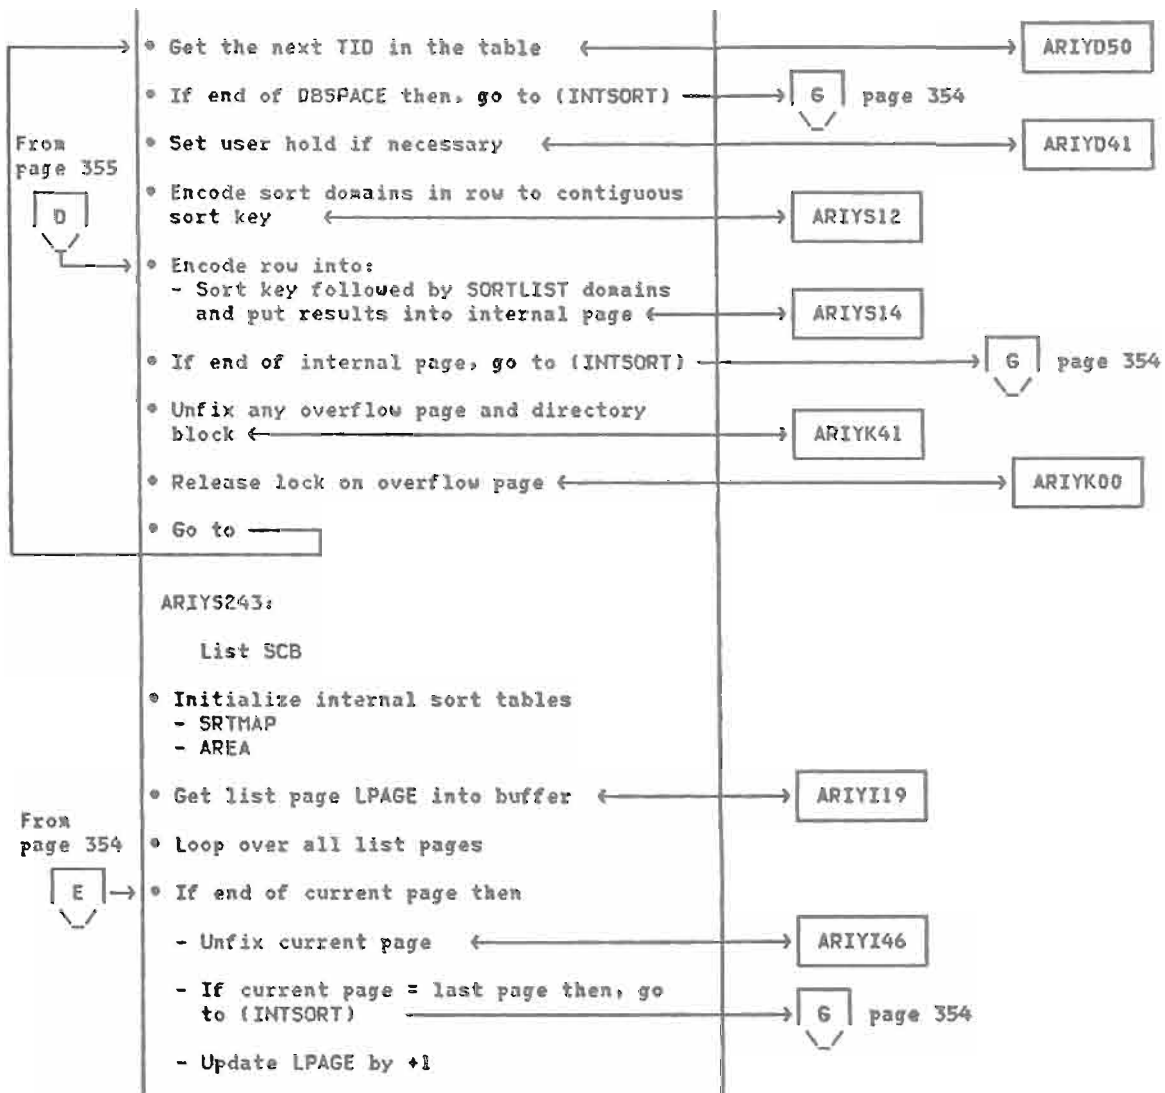 • Get the next TID in the table ARIYD50
• If end of DBSPACE then, go to (INTSORT) G page 354
From
page 355
• Set user hold if necessary ARIYD41
• Encode sort domains in row to contiguous
sort key ARIYS12
D
• Encode row into:
- Sort key followed by SORTLIST domains
and put results into internal page ARIYS14
• If end of internal page, go to (INTSORT) G page 354
• Unfix any overflow page and directory
block ARIYK41
• Release lock on overflow page ARIYK00
• Go to
ARIYS243:
List SCB
• Initialize internal sort tables
- SRTMAP
- AREA
• Get list page LPAGE into buffer ARIYI19
From
page 354
• Loop over all list pages
E • If end of current page then
- Unfix current page ARIYI46
- If current page = last page then, go
to (INTSORT) G page 354
- Update LPAGE by +1